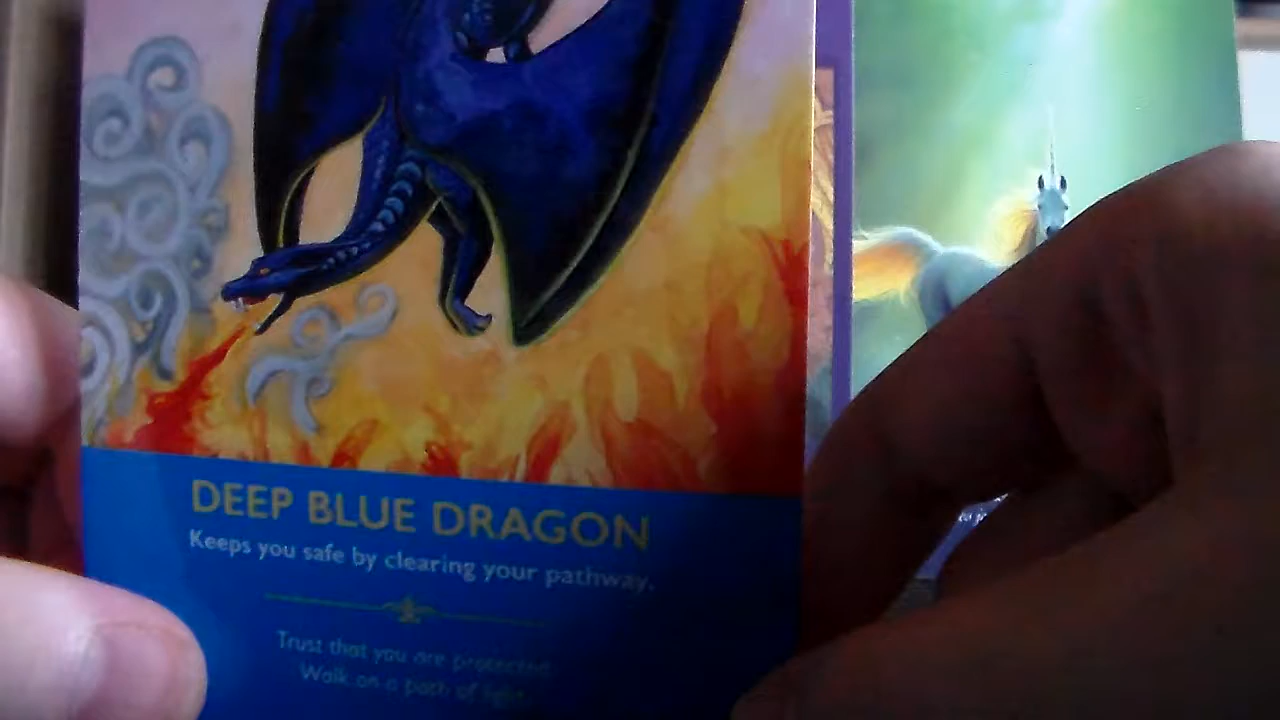 DEEP BLUE DRAGON
Keeps you safe by clearing your pathway.
Trust that you are protected.
Walk on a path of light.